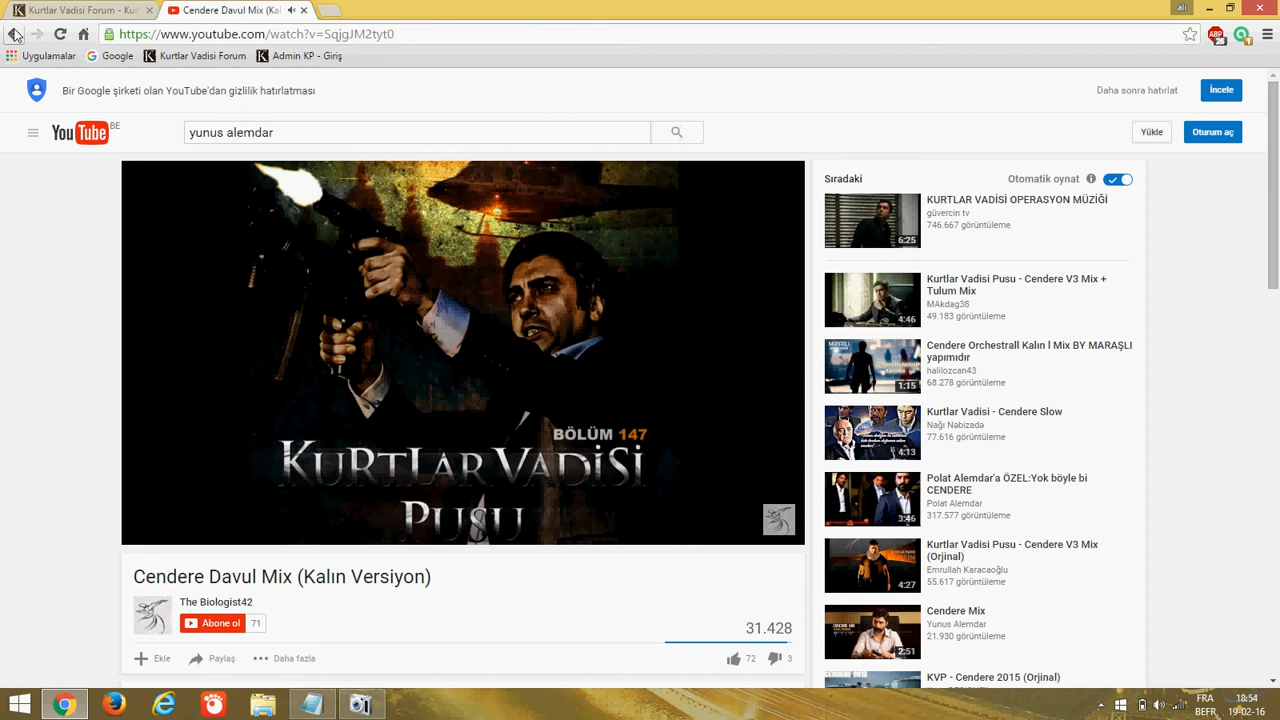 Kurtlar Vadisi Forum - Kur
Cendere Davul Mix (Kal
ali
https://www.youtube.com/watch?v=SqjgJM2tyt0
ABP
26
1
Uygulamalar
Google
Kurtlar Vadisi Forum
Admin KP - Giriş
Bir Google şirketi olan YouTube'dan gizlilik hatırlatması
Daha sonra hatırlat
İncele
YouTube BE
yunus alemdar
Yükle
Oturum aç
BÖLÜM 147
KURTLAR VADİSİ
PUSU
Sıradaki
Otomatik oynat
KURTLAR VADİSİ OPERASYON MÜZİĞİ
güvercin tv
746.667 görüntüleme
6:25
Kurtlar Vadisi Pusu - Cendere V3 Mix +
Tulum Mix
MAkdag38
49.183 görüntüleme
4:46
Cendere Orchestrall Kalın l Mix BY MARAŞLI
yapımıdır
halilozcan43
68.278 görüntüleme
1:15
Kurtlar Vadisi - Cendere Slow
Nağı Nəbizadə
77.616 görüntüleme
4:13
Polat Alemdar'a ÖZEL:Yok böyle bi
CENDERE
Polat Alemdar
317.577 görüntüleme
3:46
Kurtlar Vadisi Pusu - Cendere V3 Mix
(Orjinal)
Emrullah Karacaoğlu
55.617 görüntüleme
4:27
Cendere Mix
Yunus Alemdar
21.930 görüntüleme
2:51
KVP - Cendere 2015 (Orjinal)
Cendere Davul Mix (Kalın Versiyon)
The Biologist42
Abone ol
71
31.428
Ekle
Paylaş
Daha fazla
72
3
FRA
BEFR
18:54
19-02-16